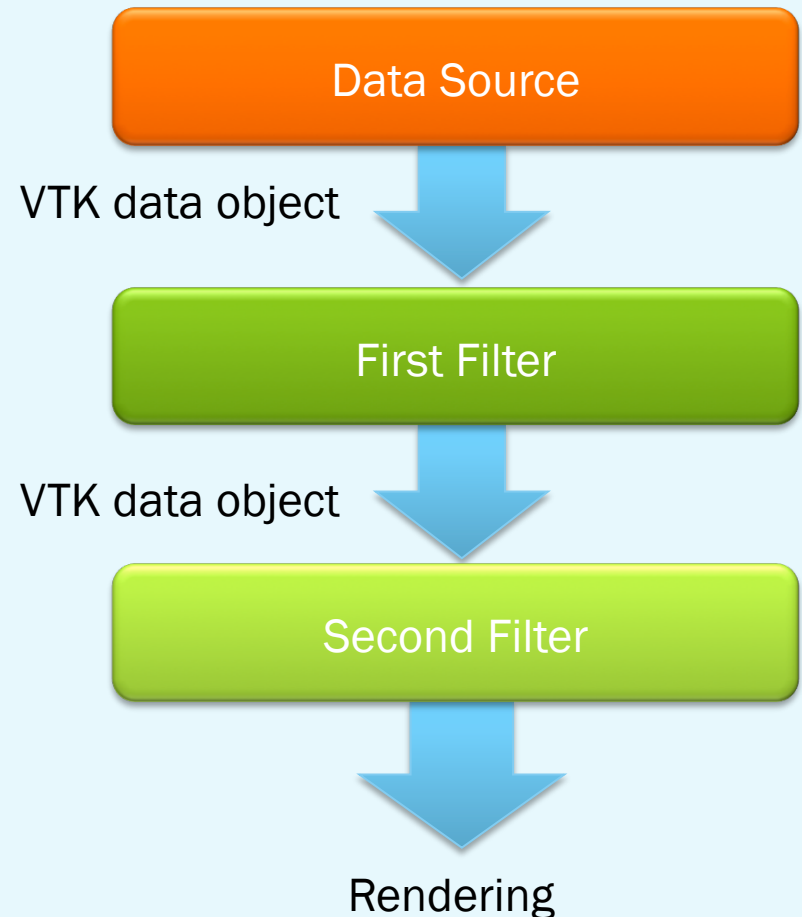 Data Source
VTK data object
First Filter
VTK data object
Second Filter
Rendering